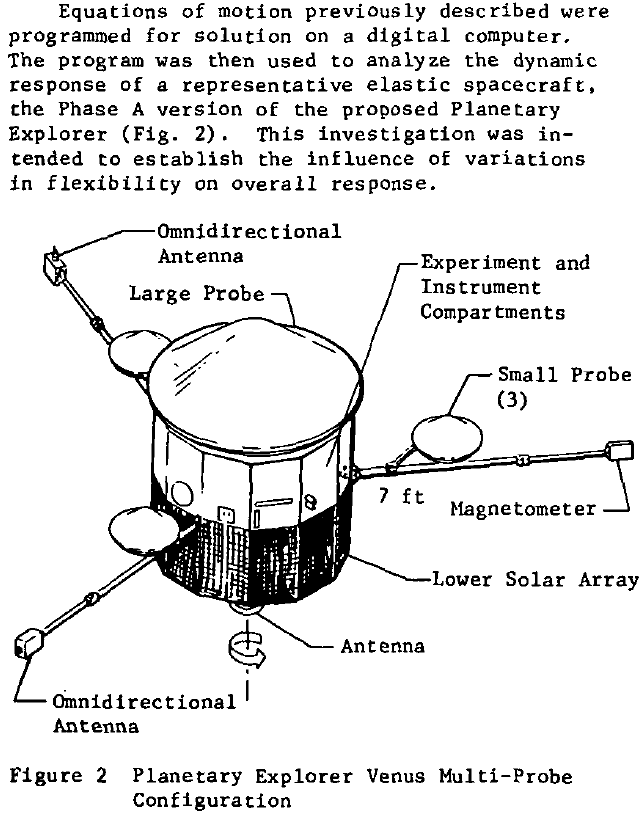 Equations of motion previously described were
programmed for solution on a digital computer.
The program was then used to analyze the dynamic
response of a representative elastic spacecraft,
the Phase A version of the proposed Planetary
Explorer (Fig. 2). This investigation was in-
tended to establish the influence of variations
in flexibility on overall response.
Omnidirectional
Antenna
Large Probe
Experiment and
Instrument
Compartments
Small Probe
(3)
7 ft
Magnetometer
Lower Solar Array
Antenna
Omnidirectional
Antenna
Figure 2 Planetary Explorer Venus Multi-Probe
Configuration